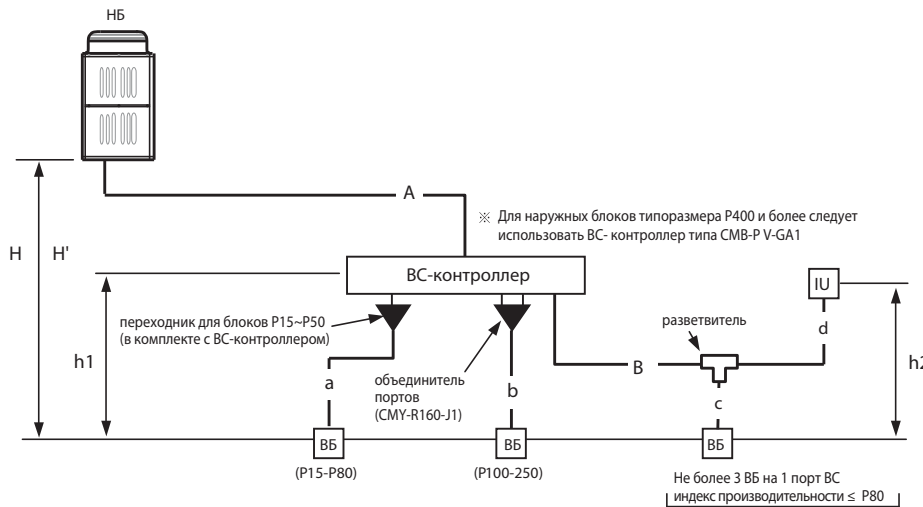 НБ
A
※ Для наружных блоков типоразмера P400 и более следует
использовать BC- контроллер типа CMB-P V-GA1
H
H'
BC-контроллер
IU
переходник для блоков P15~P50
(в комплекте с BC-контроллером)
разветвитель
d
h1
h2
a
объединитель
портов
(CMY-R160-J1)
b
B
c
ВБ
ВБ
ВБ
(P15-P80)
(P100-250)
Не более 3 ВБ на 1 порт BC
индекс производительности ≤ P80